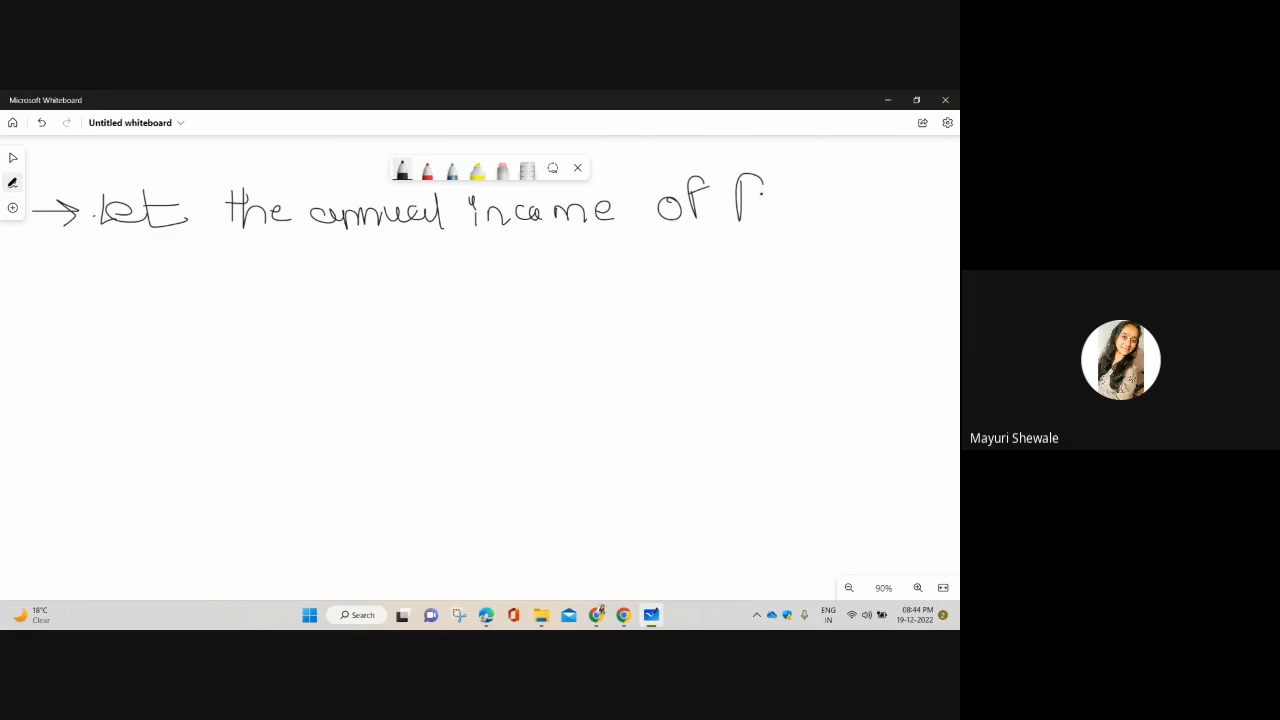 Microsoft Whiteboard
Untitled whiteboard
→ Let the annual income of
Mayuri Shewale
90%
18°C
Clear
Search
ENG
IN
08:44 PM
19-12-2022
2